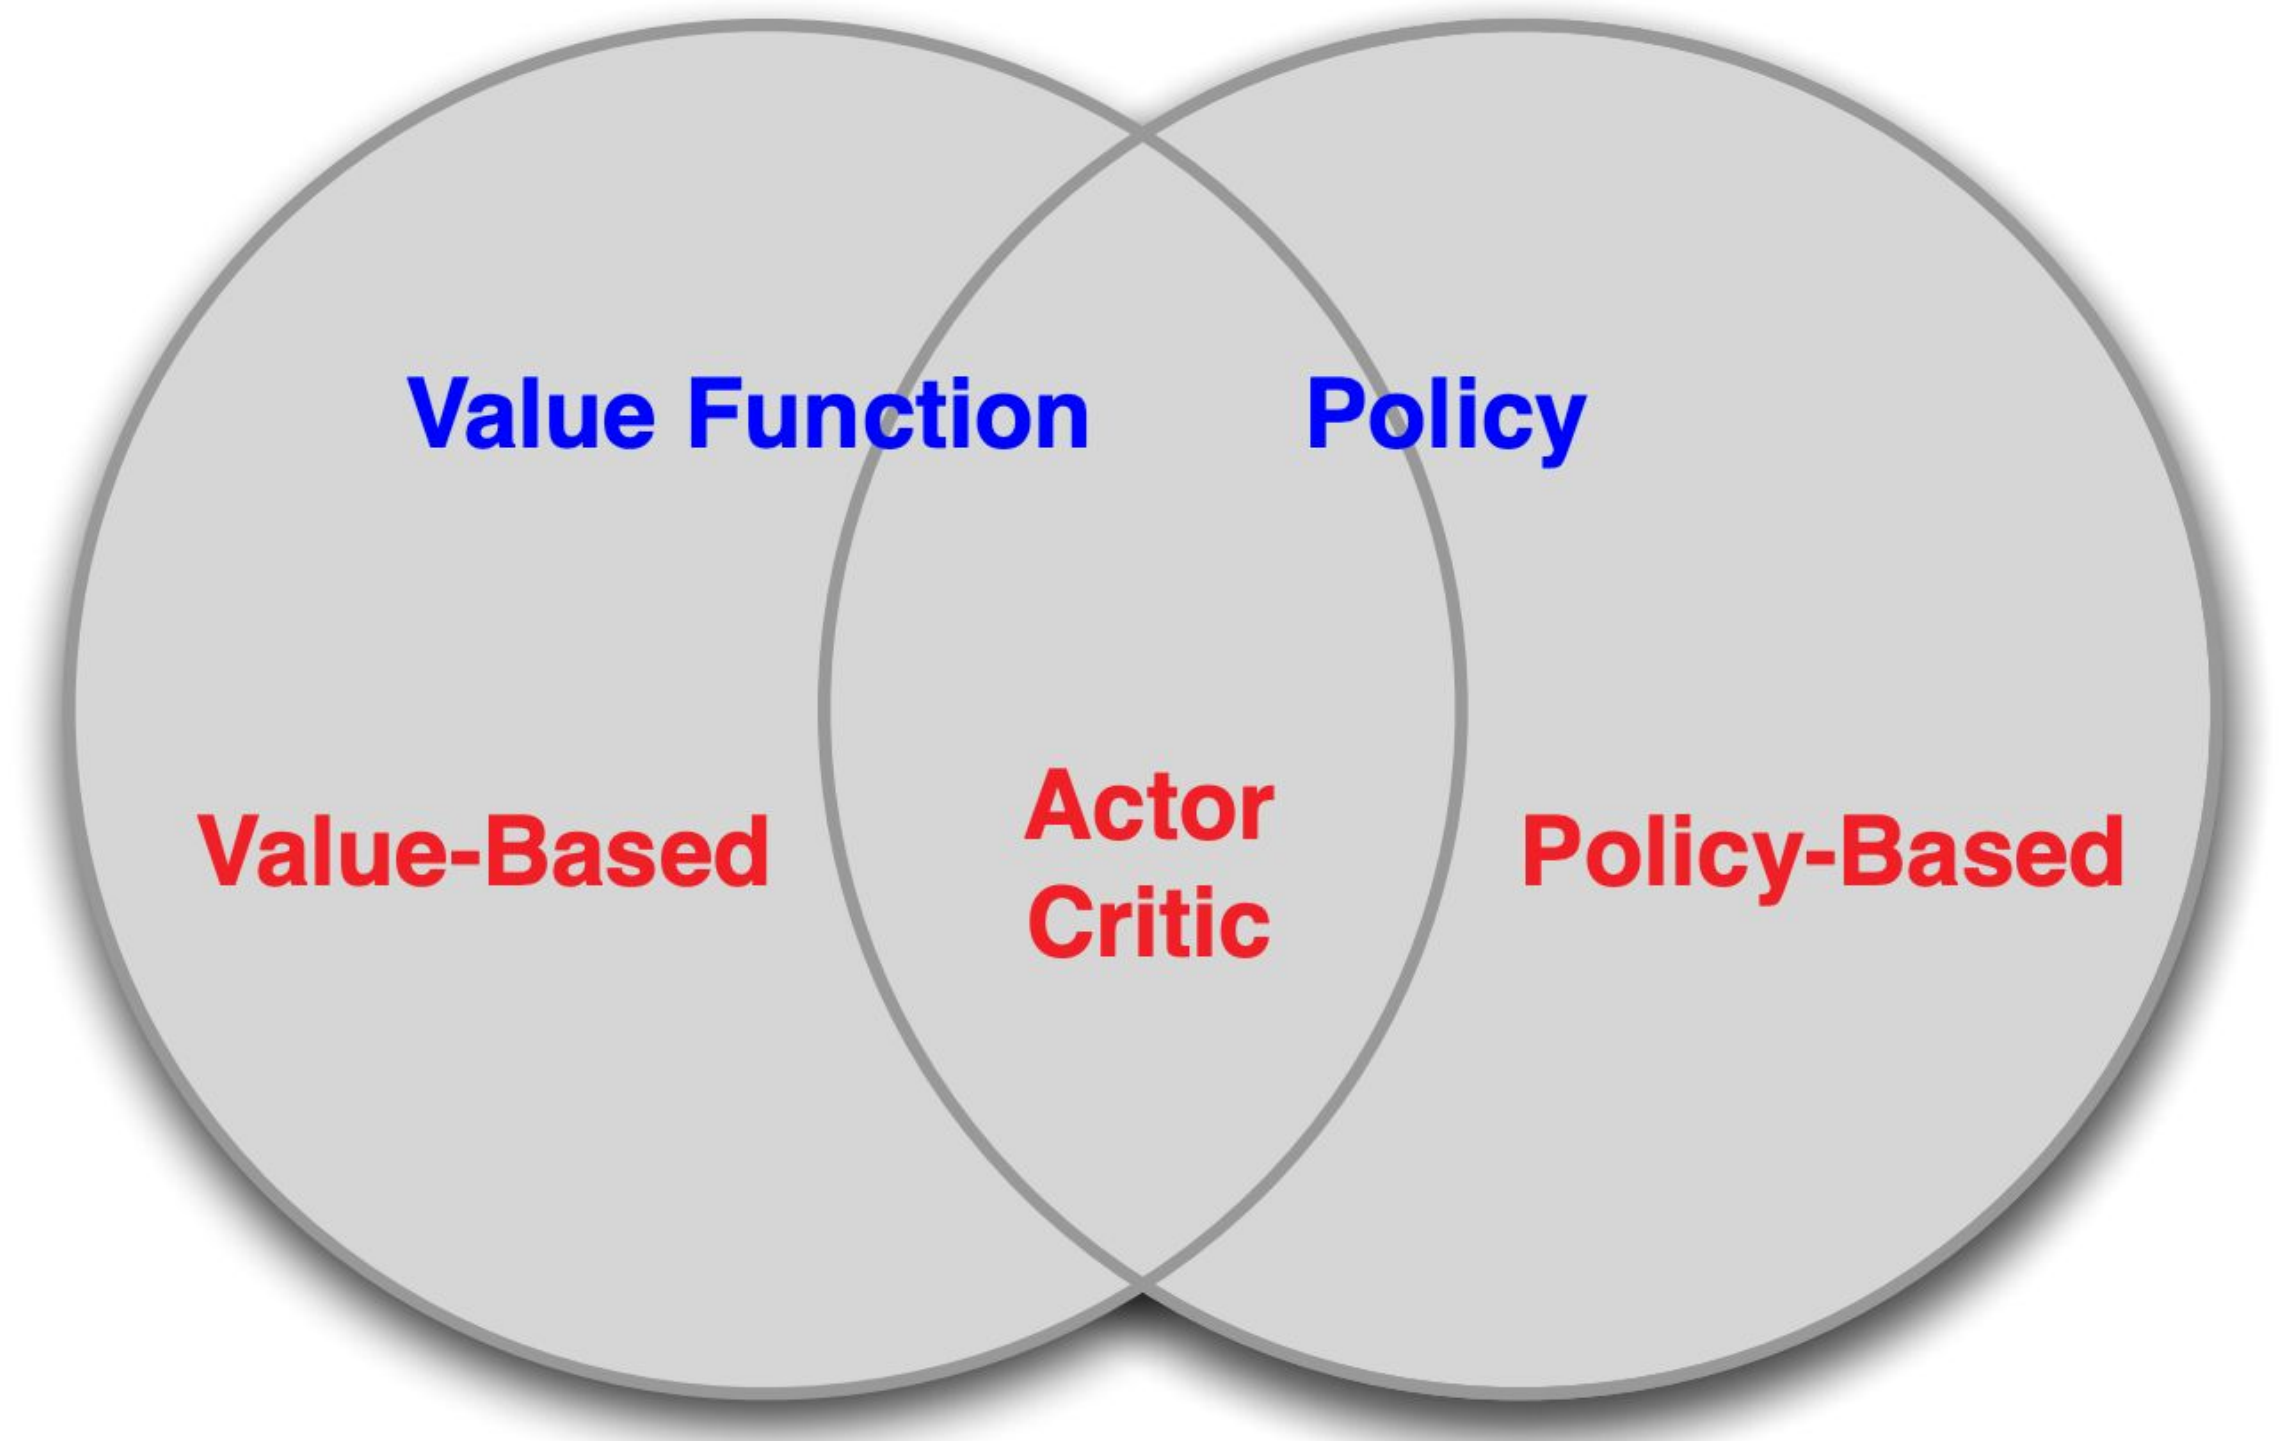 Value Function
Policy
Value-Based
Actor
Critic
Policy-Based